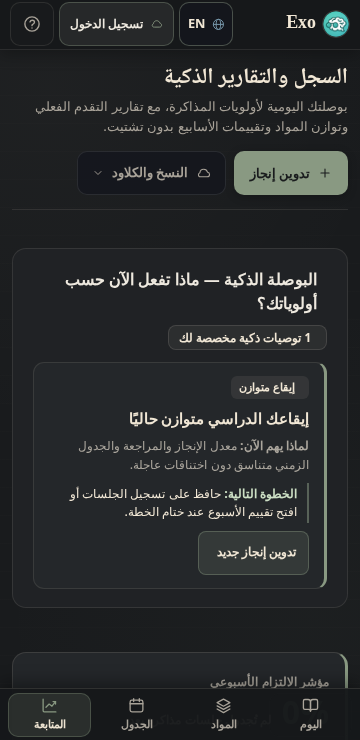 Exo
EN
تسجيل الدخول
السجل والتقارير الذكية
بوصلتك اليومية لأولويات المذاكرة، مع تقارير التقدم الفعلي
وتوازن المواد وتقييمات الأسابيع بدون تشتيت.
تدوين إنجاز
النسخ والكلاود
البوصلة الذكية — ماذا تفعل الآن حسب
أولوياتك؟
1 توصيات ذكية مخصصة لك
إيقاع متوازن
إيقاعك الدراسي متوازن حاليًا
لماذا يهم الآن: معدل الإنجاز والمراجعة والجدول
الزمني متناسق دون اختناقات عاجلة.
الخطوة التالية: حافظ على تسجيل الجلسات أو
افتح تقييم الأسبوع عند ختام الخطة.
تدوين إنجاز جديد
مؤشر الالتزام الأسبوعي
اليوم
المواد
الجدول
المتابعة